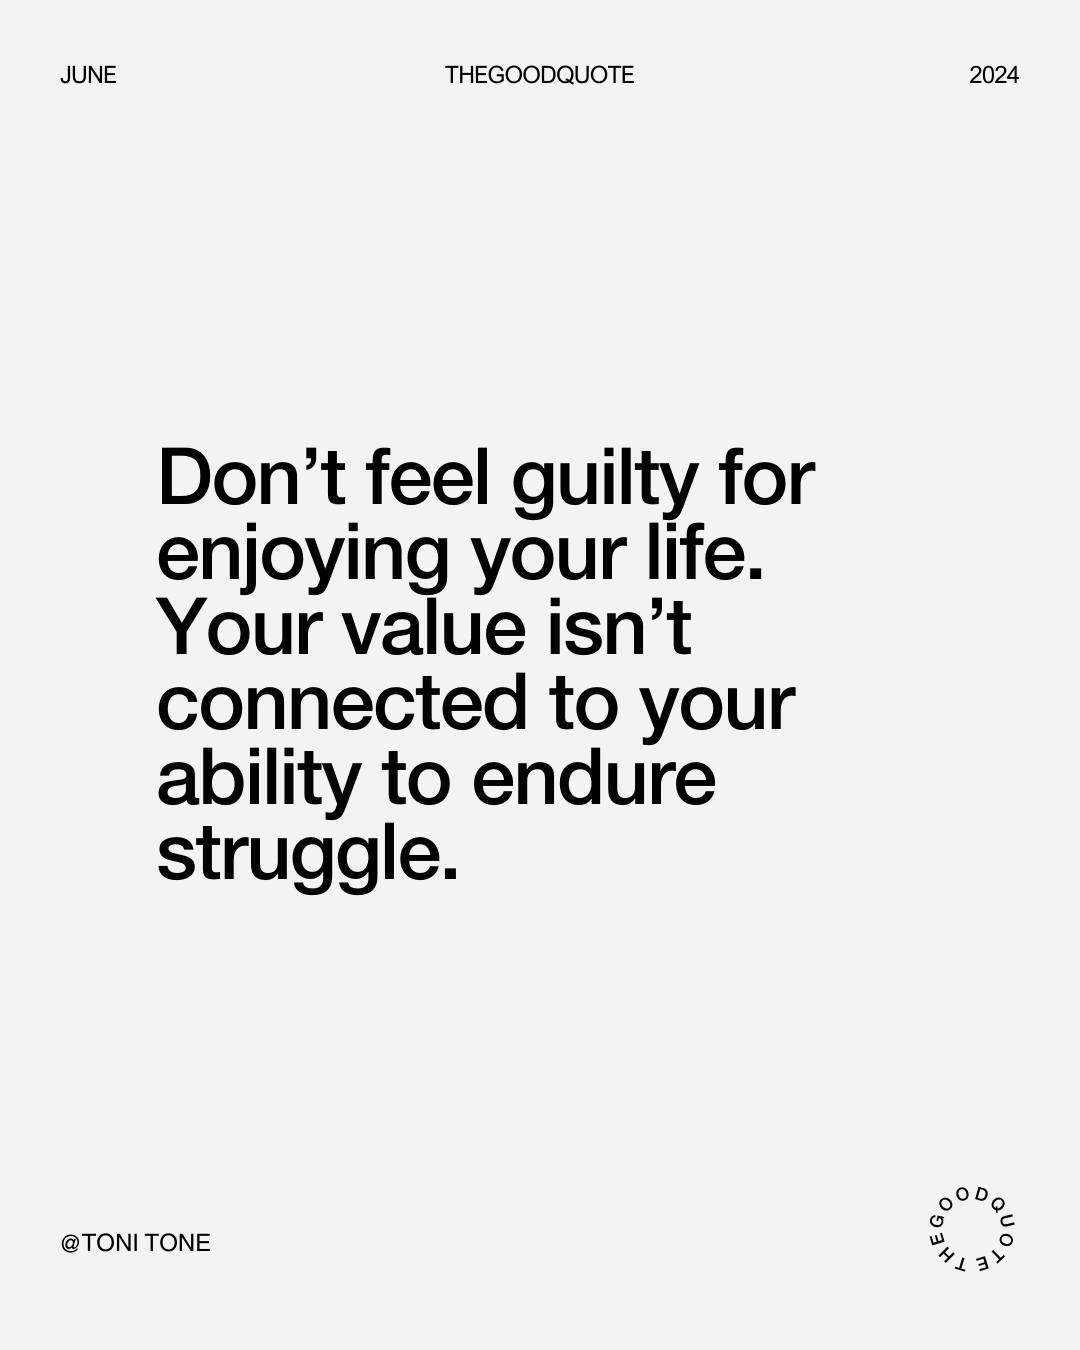 JUNE THEGOODQUOTE 2024
Don’t feel guilty for
enjoying your life.
Your value isn’t
connected to your
ability to endure
struggle.
@TONI TONE
THEGOODQUOTE